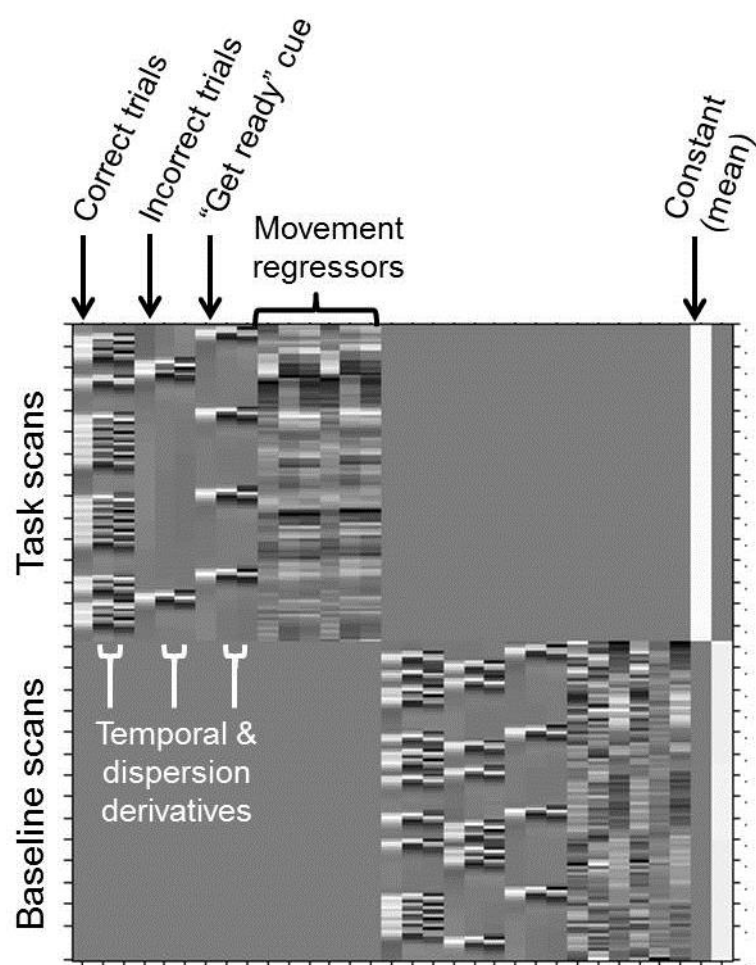 Correct trials
Incorrect trials
“Get ready” cue
Movement
regressors
Constant
(mean)
Task scans
Temporal &
dispersion
derivatives
Baseline scans